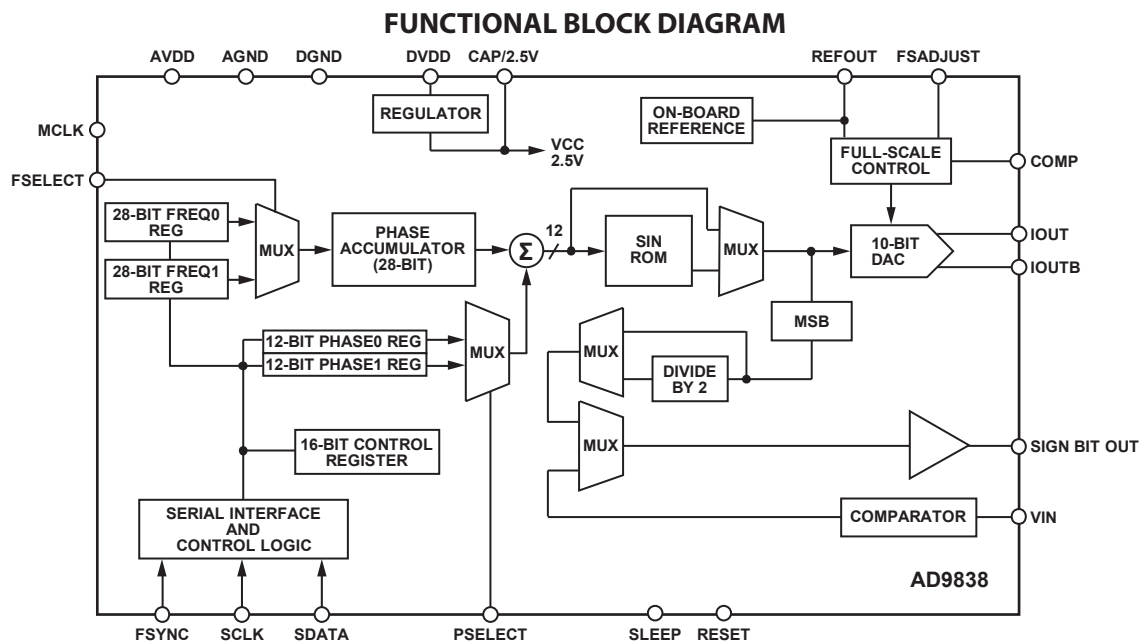 FUNCTIONAL BLOCK DIAGRAM
AVDD
AGND
DGND
DVDD
CAP/2.5V
REFOUT
FSADJUST
MCLK
REGULATOR
VCC
2.5V
ON-BOARD
REFERENCE
FULL-SCALE
CONTROL
COMP
FSELECT
28-BIT FREQ0
REG
28-BIT FREQ1
REG
MUX
PHASE
ACCUMULATOR
(28-BIT)
Σ
12
SIN
ROM
MUX
10-BIT
DAC
IOUT
IOUTB
MSB
12-BIT PHASE0 REG
12-BIT PHASE1 REG
MUX
MUX
DIVIDE
BY 2
MUX
SIGN BIT OUT
16-BIT CONTROL
REGISTER
SERIAL INTERFACE
AND
CONTROL LOGIC
COMPARATOR
VIN
AD9838
FSYNC
SCLK
SDATA
PSELECT
SLEEP
RESET